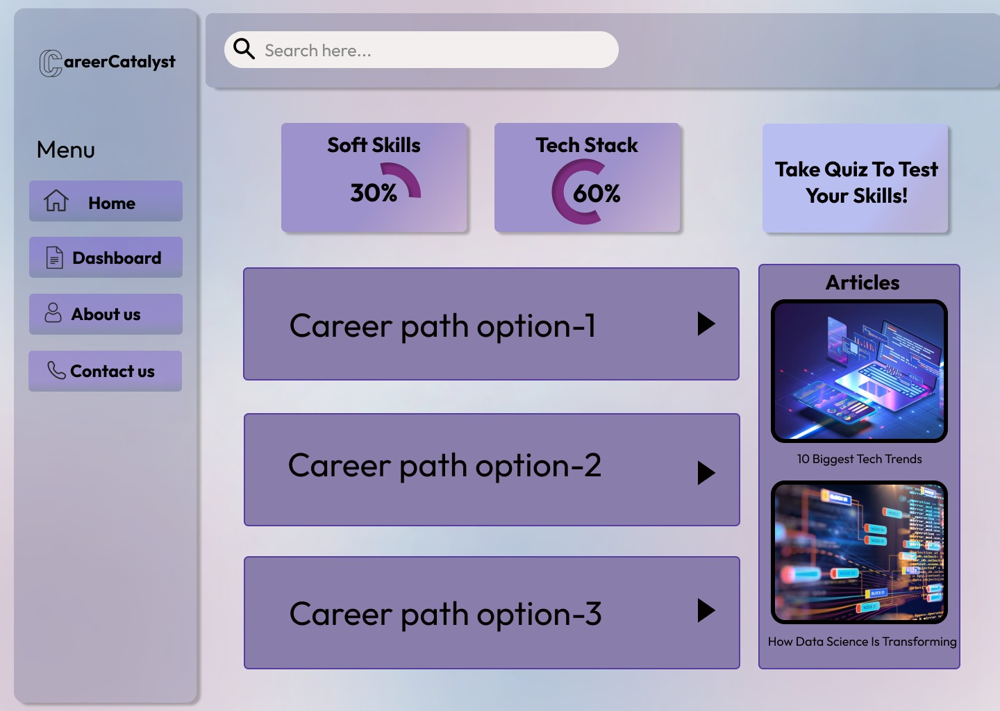 CareerCatalyst
Search here...
Menu
Home
Dashboard
About us
Contact us
Soft Skills
30%
Tech Stack
60%
Take Quiz To Test
Your Skills!
Career path option-1
Career path option-2
Career path option-3
Articles
10 Biggest Tech Trends
How Data Science Is Transforming